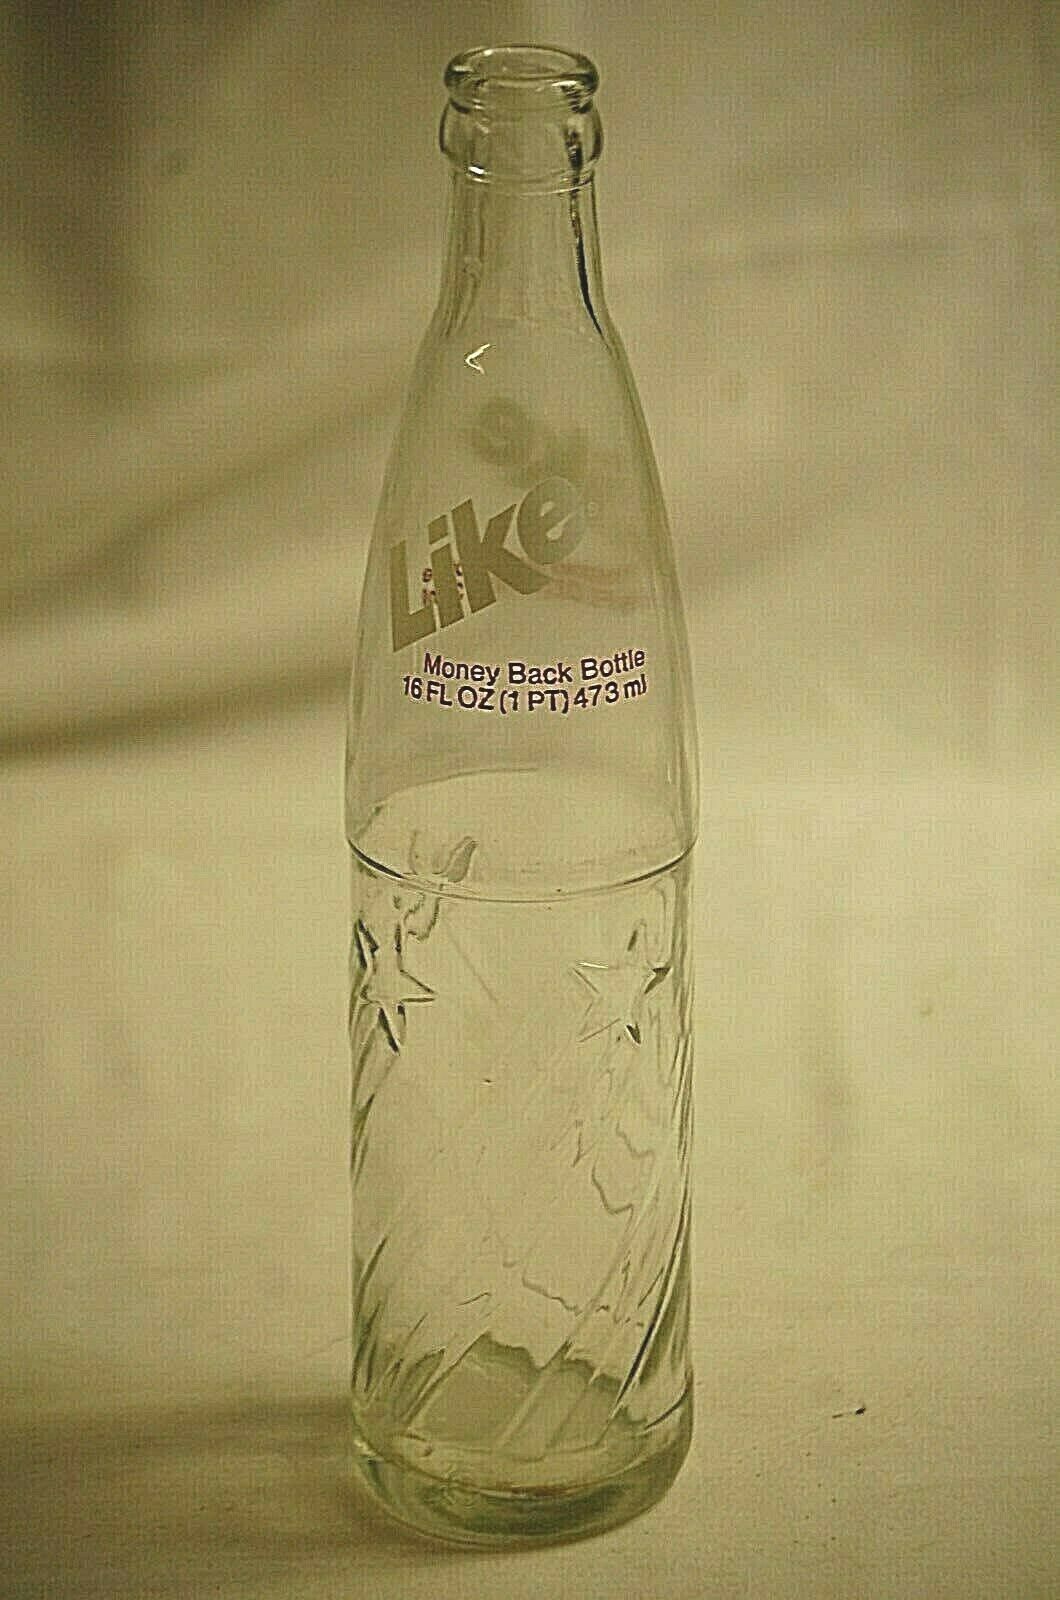 Like
Money Back Bottle
16 FL OZ (1 PT) 473 ml